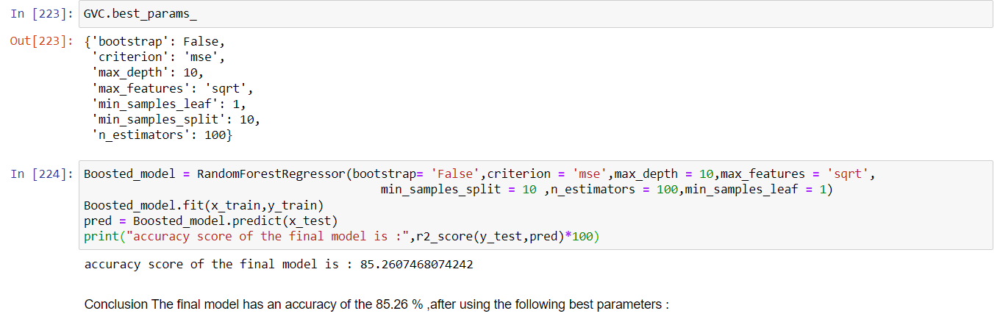 In [223]: GVC.best_params_
Out[223]: {'bootstrap': False,
'criterion': 'mse',
'max_depth': 10,
'max_features': 'sqrt',
'min_samples_leaf': 1,
'min_samples_split': 10,
'n_estimators': 100}
In [224]: Boosted_model = RandomForestRegressor(bootstrap= 'False',criterion = 'mse',max_depth = 10,max_features = 'sqrt',
min_samples_split = 10 ,n_estimators = 100,min_samples_leaf = 1)
Boosted_model.fit(x_train,y_train)
pred = Boosted_model.predict(x_test)
print("accuracy score of the final model is :",r2_score(y_test,pred)*100)
accuracy score of the final model is : 85.2607468074242
Conclusion The final model has an accuracy of the 85.26 % ,after using the following best parameters :